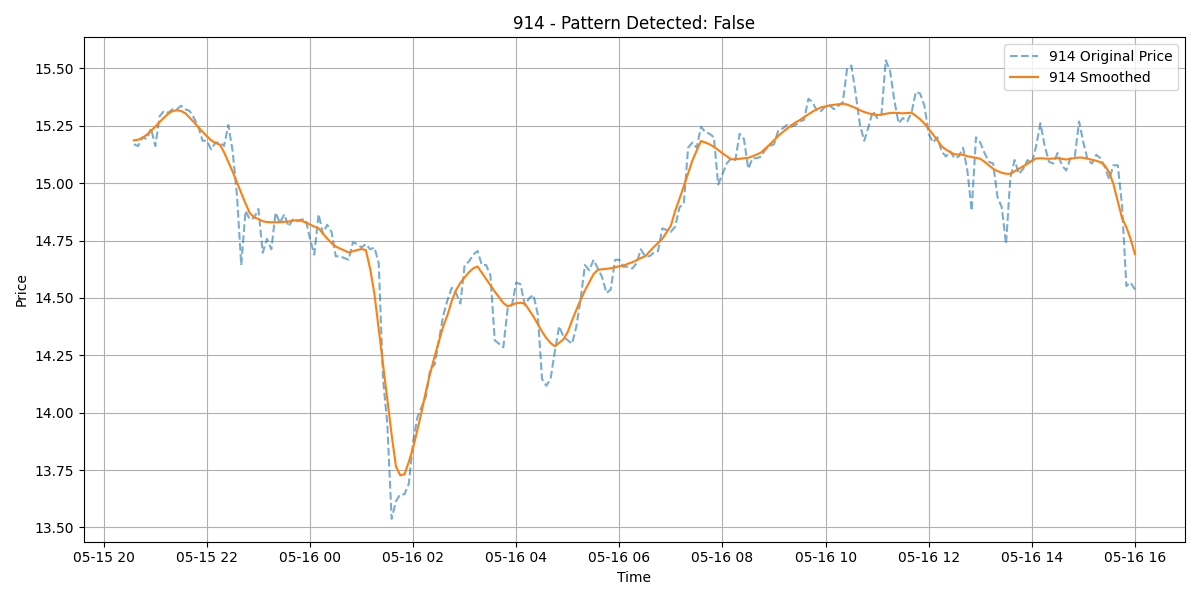 914 - Pattern Detected: False
914 Original Price
914 Smoothed
Price
15.50
15.25
15.00
14.75
14.50
14.25
14.00
13.75
13.50
05-15 20 05-15 22 05-16 00 05-16 02 05-16 04 05-16 06 05-16 08 05-16 10 05-16 12 05-16 14 05-16 16
Time